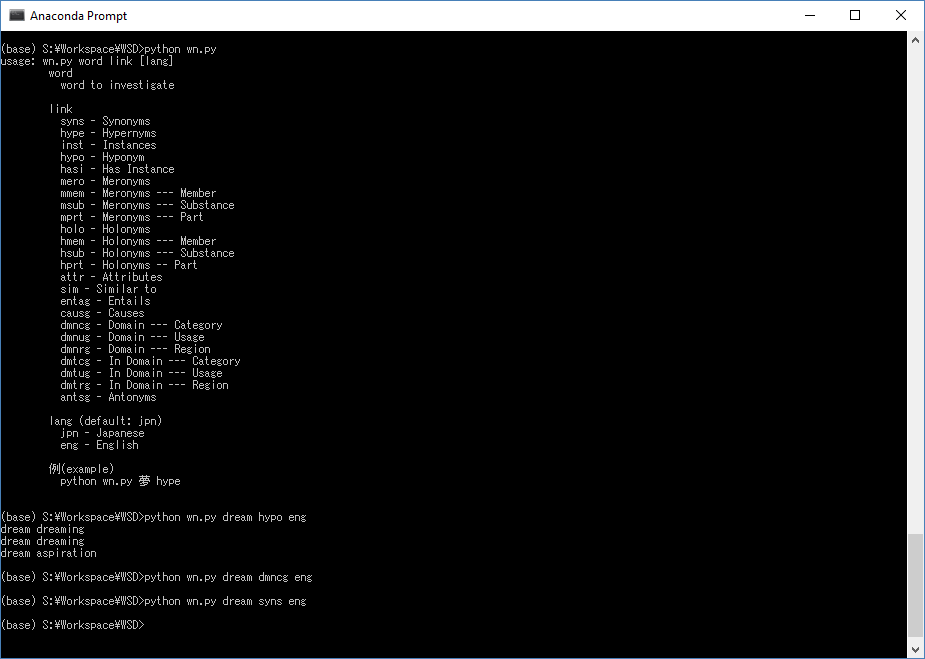 Anaconda Prompt
(base) S:¥Workspace¥WSD>python wn.py
usage: wn.py word link [lang]
word
word to investigate
link
syns - Synonyms
hype - Hypernyms
inst - Instances
hypo - Hyponym
hasi - Has Instance
mero - Meronyms
mmem - Meronyms --- Member
msub - Meronyms --- Substance
mprt - Meronyms --- Part
holo - Holonyms
hmem - Holonyms --- Member
hsub - Holonyms --- Substance
hprt - Holonyms -- Part
attr - Attributes
sim - Similar to
entag - Entails
causg - Causes
dmncg - Domain --- Category
dmnug - Domain --- Usage
dmnrg - Domain --- Region
dmtcg - In Domain --- Category
dmtug - In Domain --- Usage
dmtrg - In Domain --- Region
antsg - Antonyms
lang (default: jpn)
jpn - Japanese
eng - English
例(example)
python wn.py 夢 hype
(base) S:¥Workspace¥WSD>python wn.py dream hypo eng
dream dreaming
dream dreaming
dream aspiration
(base) S:¥Workspace¥WSD>python wn.py dream dmncg eng
(base) S:¥Workspace¥WSD>python wn.py dream syns eng
(base) S:¥Workspace¥WSD>